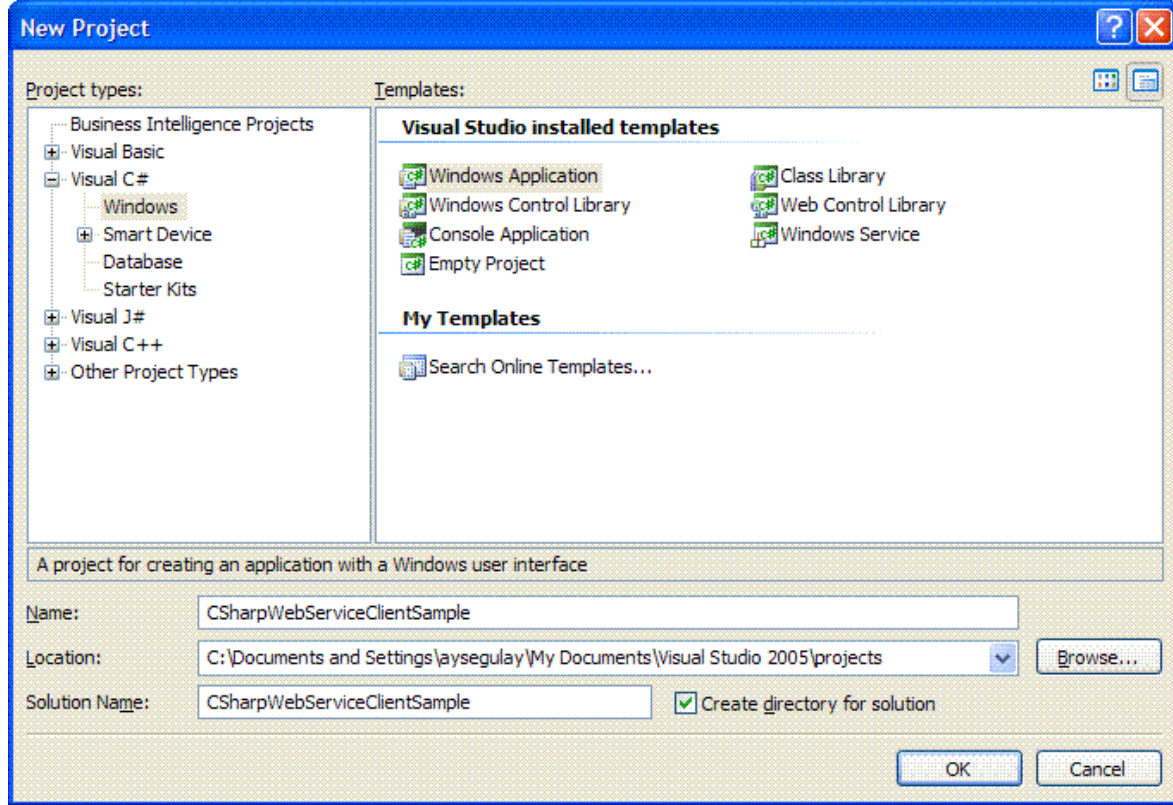 New Project
Project types:
Templates:
Business Intelligence Projects
Visual Basic
Visual C#
Windows
Smart Device
Database
Starter Kits
Visual J#
Visual C++
Other Project Types
Visual Studio installed templates
Windows Application
Class Library
Windows Control Library
Web Control Library
Console Application
Windows Service
Empty Project
My Templates
Search Online Templates...
A project for creating an application with a Windows user interface
Name:
CSharpWebServiceClientSample
Location:
C:\Documents and Settings\aysegulay\My Documents\Visual Studio 2005\projects
Browse...
Solution Name:
CSharpWebServiceClientSample
Create directory for solution
OK
Cancel